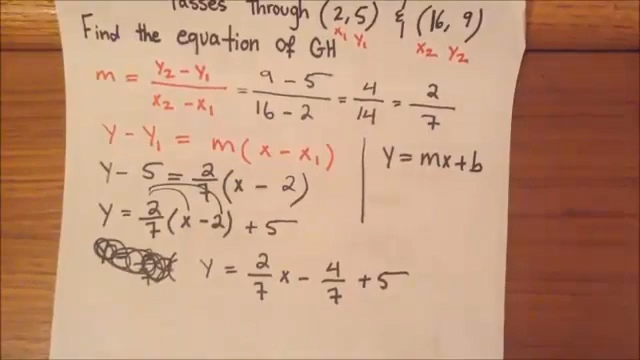 Passes through (2, 5) & (16, 9)
x₁ y₁ x₂ y₂
Find the equation of GH
m = (y₂ - y₁)/(x₂ - x₁) = (9 - 5)/(16 - 2) = 4/14 = 2/7
y - y₁ = m(x - x₁)
y = mx + b
y - 5 = 2/7(x - 2)
y = 2/7(x - 2) + 5
y = 2/7x - 4/7 + 5